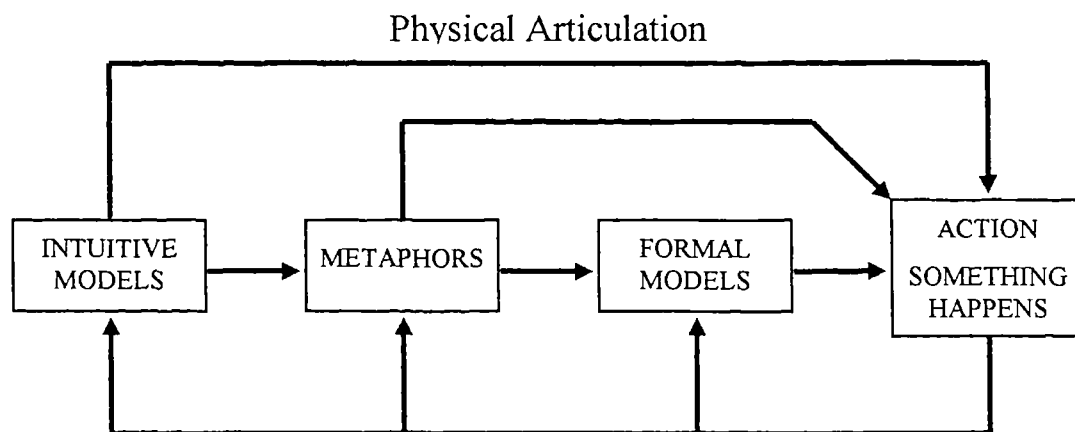 Physical Articulation
INTUITIVE
MODELS
METAPHORS
FORMAL
MODELS
ACTION
SOMETHING
HAPPENS